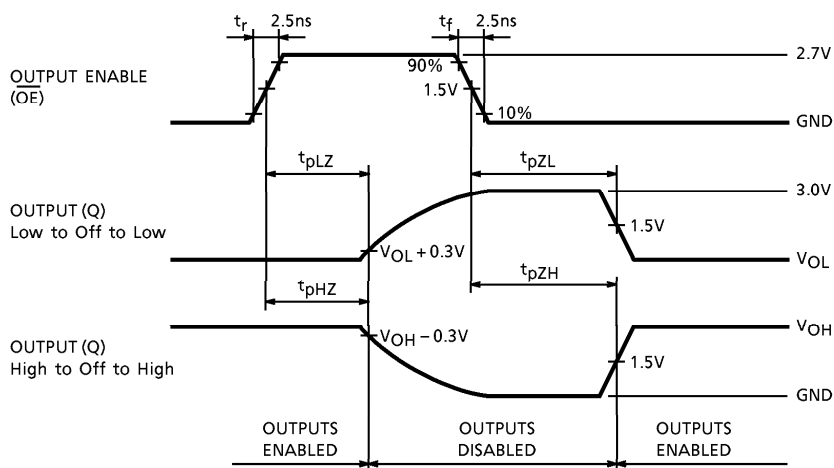 tr 2.5ns tf 2.5ns
2.7V
OUTPUT ENABLE
(OE)
90%
1.5V
10%
GND
tpLZ tpZL
3.0V
OUTPUT (Q)
Low to Off to Low
1.5V
VOL + 0.3V
VOL
tpHZ tpZH
VOH
VOH − 0.3V
OUTPUT (Q)
High to Off to High
1.5V
GND
OUTPUTS ENABLED
OUTPUTS DISABLED
OUTPUTS ENABLED